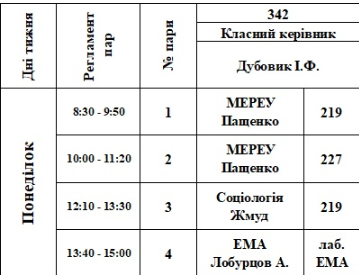 Дні тижня
Регламент
пар
№ пари
342
Класний керівник
Дубовик І.Ф.
Понеділок
8:30 - 9:50 1 МЕРЕУ 219
Пащенко
10:00 - 11:20 2 МЕРЕУ 227
Пащенко
12:10 - 13:30 3 Соціологія 219
Жмуд
13:40 - 15:00 4 ЕМА лаб.
Лобурцов А. ЕМА